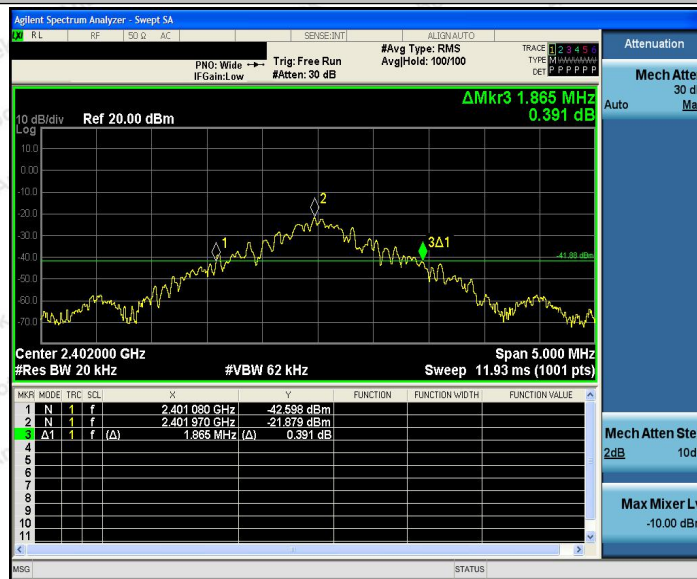 Agilent Spectrum Analyzer - Swept SA
RL RF 50 Ω AC SENSE:INT ALIGNAUTO
PNO: Wide Trig: Free Run #Avg Type: RMS TRACE 1 2 3 4 5 6
IFGain:Low #Atten: 30 dB Avg|Hold: 100/100 TYPE MWWWWW
DET P P P P P P
ΔMkr3 1.865 MHz
0.391 dB
10 dB/div Ref 20.00 dBm
Log
10.0
0.00
-10.0
-20.0
-30.0
-40.0
-50.0
-60.0
-70.0
1
2
3Δ1
-41.88 dBm
Center 2.402000 GHz Span 5.000 MHz
#Res BW 20 kHz #VBW 62 kHz Sweep 11.93 ms (1001 pts)
MKR MODE TRC SCL X Y FUNCTION FUNCTION WIDTH FUNCTION VALUE
1 N 1 f 2.401 080 GHz -42.598 dBm
2 N 1 f 2.401 970 GHz -21.879 dBm
3 Δ1 1 f (Δ) 1.865 MHz (Δ) 0.391 dB
4
5
6
7
8
9
10
11
MSG STATUS
Attenuation
Mech Atte
30 d
Auto Ma
Mech Atten Ste
2dB 10d
Max Mixer Lv
-10.00 dBm